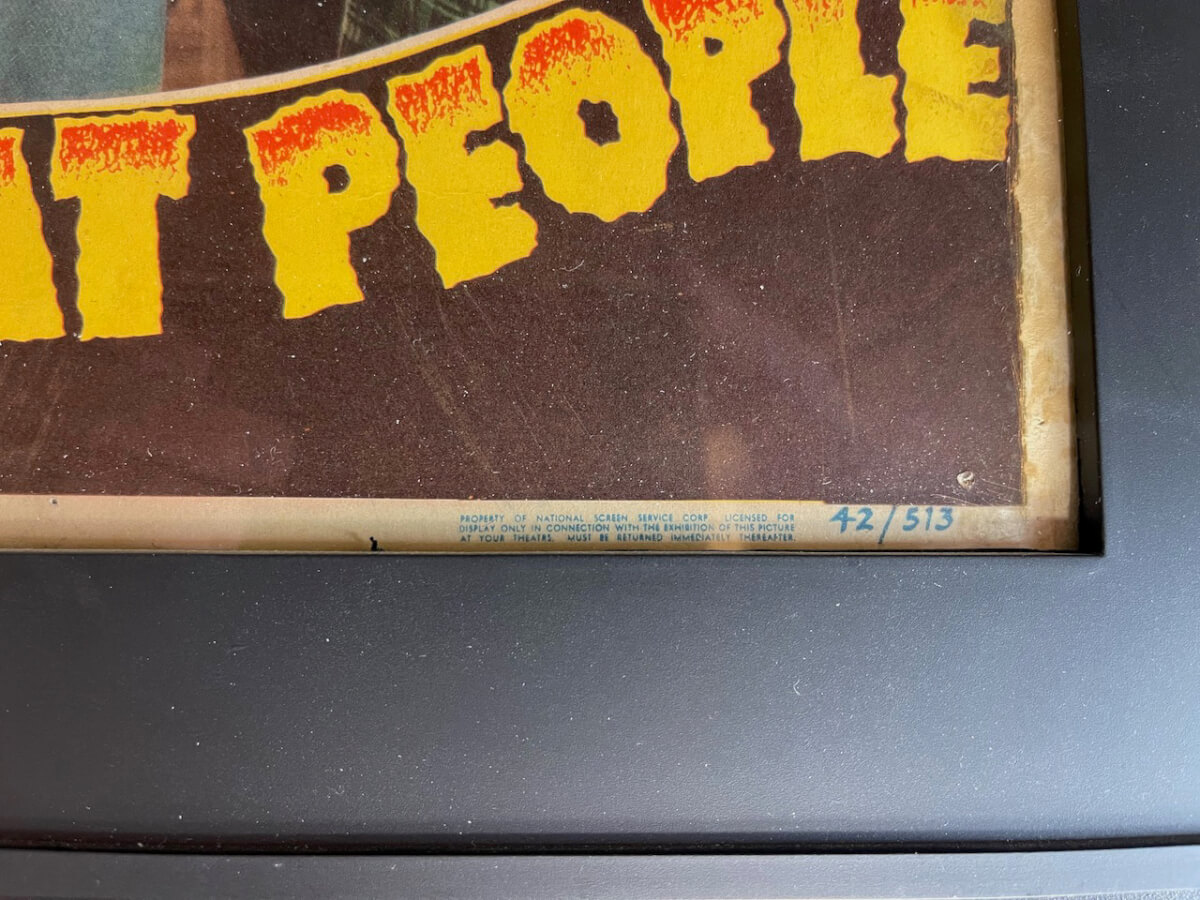 AT PEOPLE
PROPERTY OF NATIONAL SCREEN SERVICE CORP. LICENSED FOR
DISPLAY ONLY IN CONNECTION WITH THE EXHIBITION OF THIS PICTURE
AT YOUR THEATRE. MUST BE RETURNED IMMEDIATELY THEREAFTER.
42/513